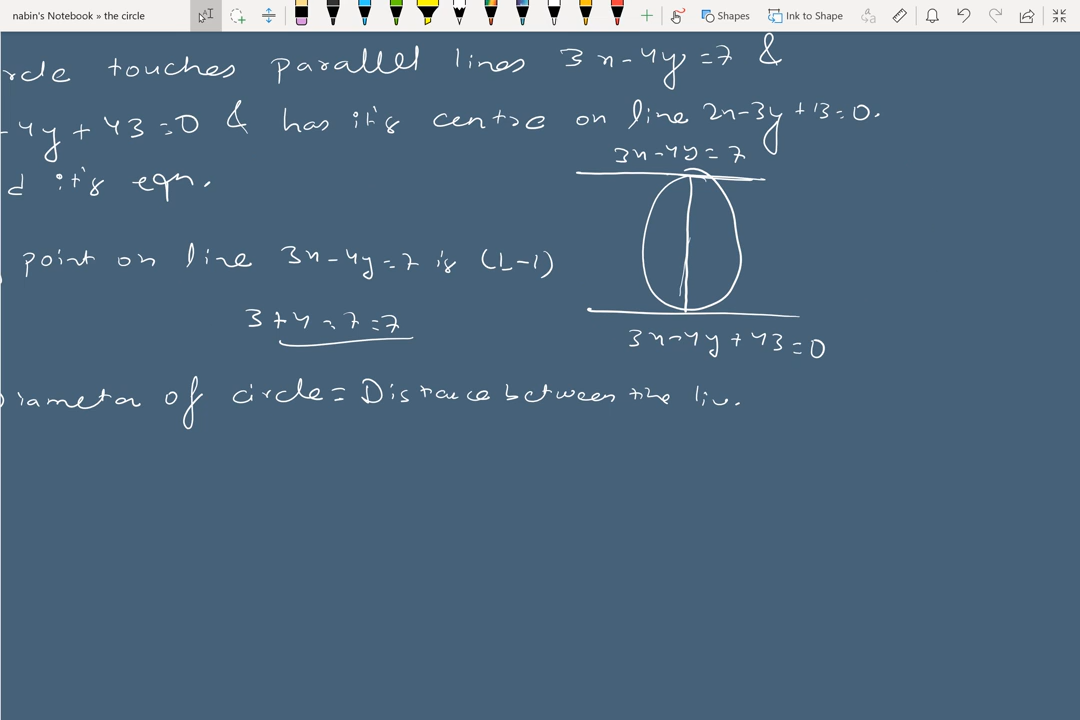 nabin's Notebook » the circle
Shapes
Ink to Shape
rcle touches parallel lines 3x-4y=7 &
-4y+43=0 & has it's centre on line 2x-3y+13=0.
d it's eqn.
3x-4y=7
point on line 3x-4y=7 is (1,-1)
3+4=7=7
3x-4y+43=0
Diameter of circle = Distance between the lin.